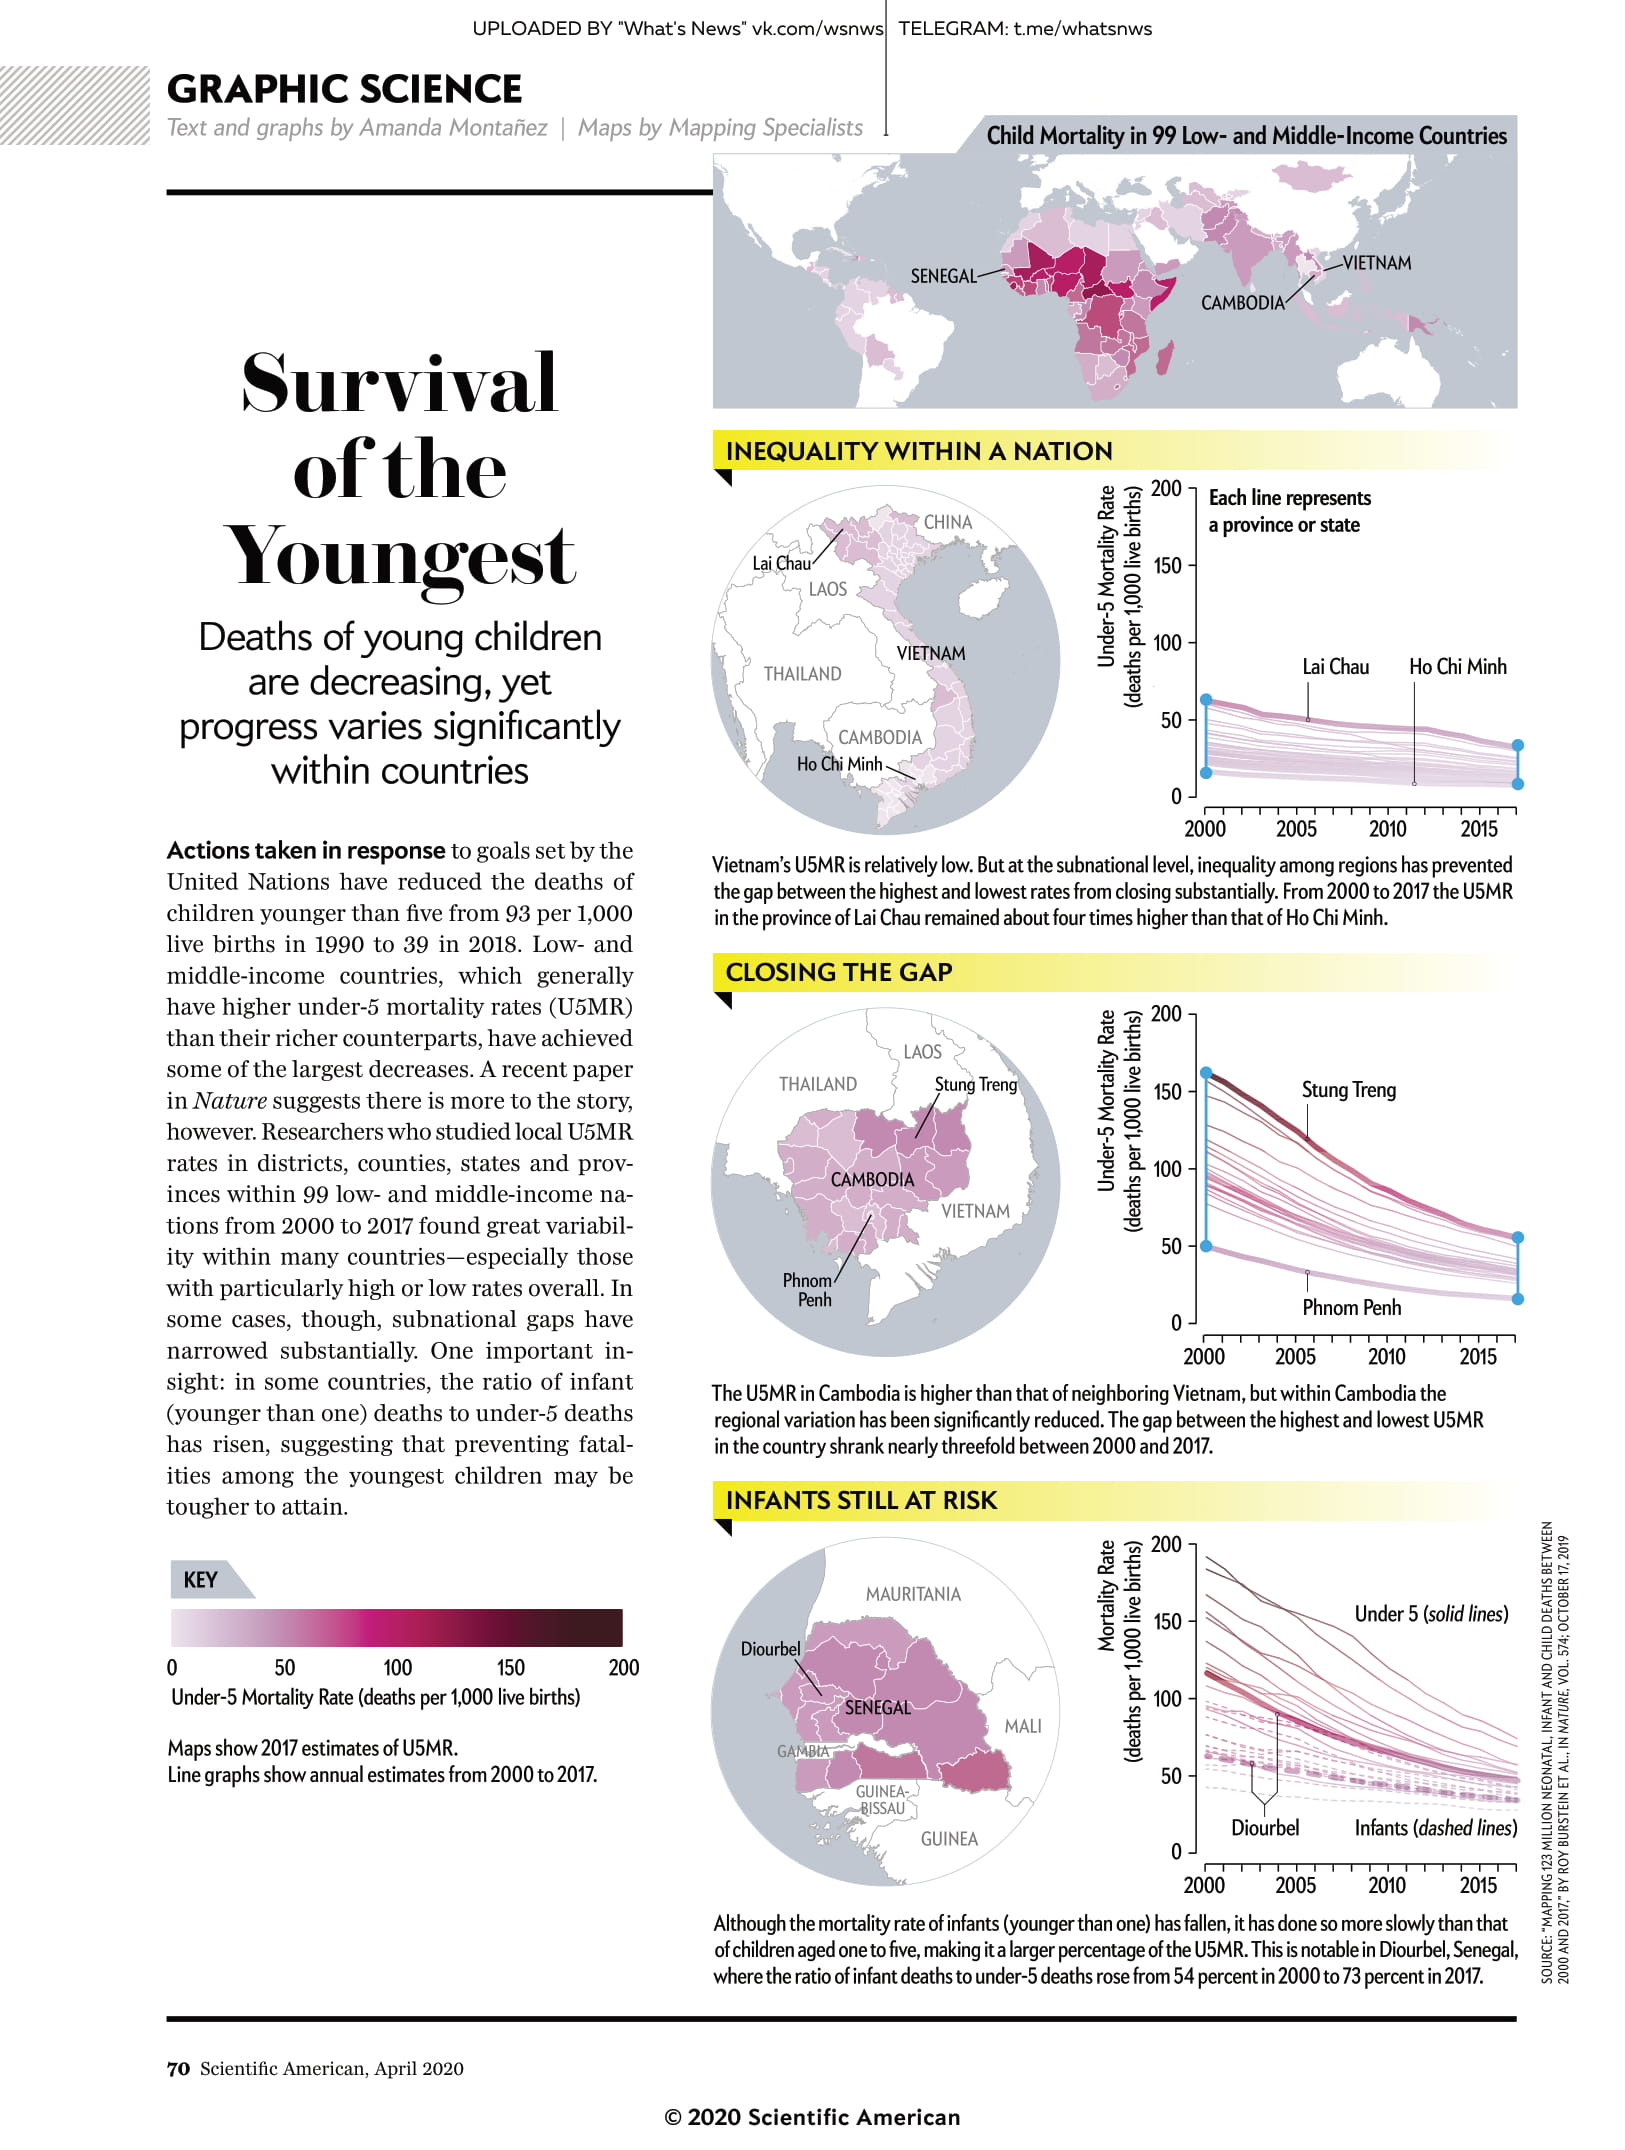 UPLOADED BY "What's News" vk.com/wsnws TELEGRAM: t.me/whatsnws
GRAPHIC SCIENCE
Text and graphs by Amanda Montañez | Maps by Mapping Specialists
Survival
of the
Youngest
Deaths of young children
are decreasing, yet
progress varies significantly
within countries
Actions taken in response to goals set by the
United Nations have reduced the deaths of
children younger than five from 93 per 1,000
live births in 1990 to 39 in 2018. Low- and
middle-income countries, which generally
have higher under-5 mortality rates (U5MR)
than their richer counterparts, have achieved
some of the largest decreases. A recent paper
in Nature suggests there is more to the story,
however. Researchers who studied local U5MR
rates in districts, counties, states and prov-
inces within 99 low- and middle-income na-
tions from 2000 to 2017 found great variabil-
ity within many countries—especially those
with particularly high or low rates overall. In
some cases, though, subnational gaps have
narrowed substantially. One important in-
sight: in some countries, the ratio of infant
(younger than one) deaths to under-5 deaths
has risen, suggesting that preventing fatal-
ities among the youngest children may be
tougher to attain.
KEY
0 50 100 150 200
Under-5 Mortality Rate (deaths per 1,000 live births)
Maps show 2017 estimates of U5MR.
Line graphs show annual estimates from 2000 to 2017.
Child Mortality in 99 Low- and Middle-Income Countries
SENEGAL
VIETNAM
CAMBODIA
INEQUALITY WITHIN A NATION
CHINA
Lai Chau
LAOS
VIETNAM
THAILAND
CAMBODIA
Ho Chi Minh
Under-5 Mortality Rate
(deaths per 1,000 live births)
200
150
100
50
0
Each line represents
a province or state
Lai Chau
Ho Chi Minh
2000 2005 2010 2015
Vietnam's U5MR is relatively low. But at the subnational level, inequality among regions has prevented
the gap between the highest and lowest rates from closing substantially. From 2000 to 2017 the U5MR
in the province of Lai Chau remained about four times higher than that of Ho Chi Minh.
CLOSING THE GAP
LAOS
THAILAND
Stung Treng
CAMBODIA
VIETNAM
Phnom
Penh
Under-5 Mortality Rate
(deaths per 1,000 live births)
200
150
100
50
0
Stung Treng
Phnom Penh
2000 2005 2010 2015
The U5MR in Cambodia is higher than that of neighboring Vietnam, but within Cambodia the
regional variation has been significantly reduced. The gap between the highest and lowest U5MR
in the country shrank nearly threefold between 2000 and 2017.
INFANTS STILL AT RISK
MAURITANIA
Diourbel
SENEGAL
MALI
GAMBIA
GUINEA-
BISSAU
GUINEA
Mortality Rate
(deaths per 1,000 live births)
200
150
100
50
0
Under 5 (solid lines)
Diourbel
Infants (dashed lines)
2000 2005 2010 2015
Although the mortality rate of infants (younger than one) has fallen, it has done so more slowly than that
of children aged one to five, making it a larger percentage of the U5MR. This is notable in Diourbel, Senegal,
where the ratio of infant deaths to under-5 deaths rose from 54 percent in 2000 to 73 percent in 2017.
SOURCE: "MAPPING 123 MILLION NEONATAL, INFANT AND CHILD DEATHS BETWEEN
2000 AND 2017," BY ROY BURSTEIN ET AL., IN NATURE, VOL. 574; OCTOBER 17, 2019
70 Scientific American, April 2020
© 2020 Scientific American